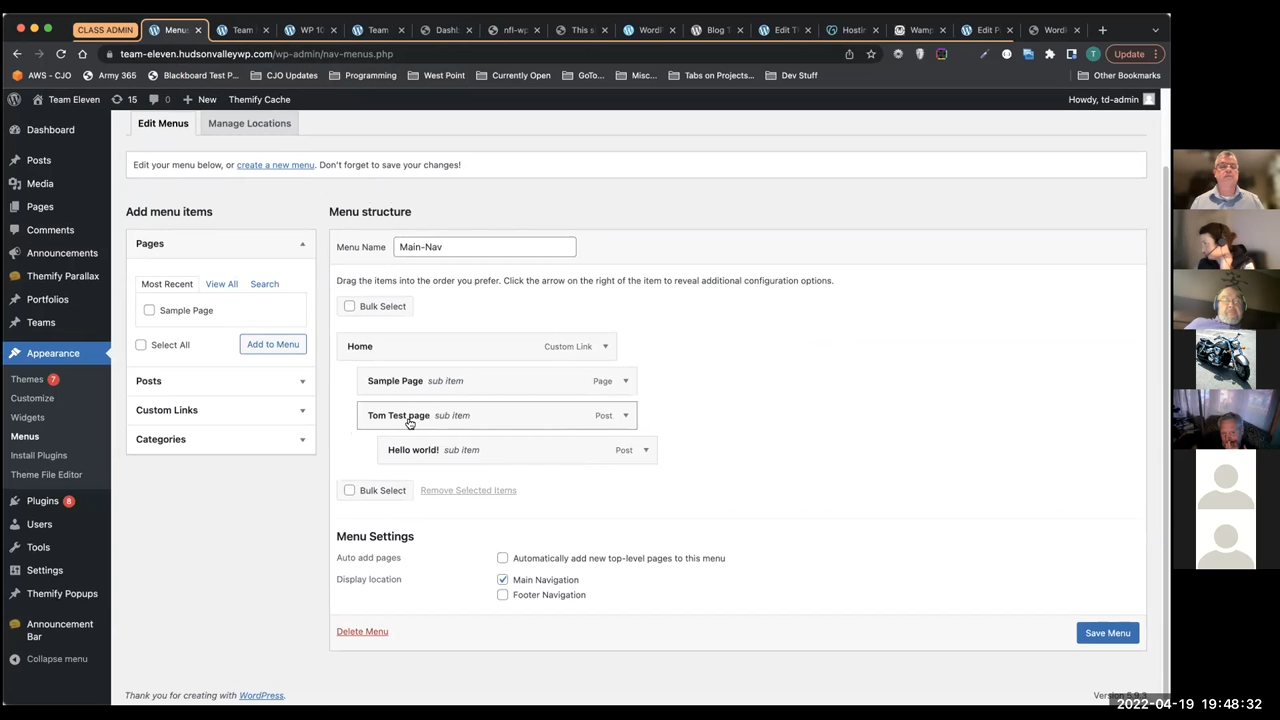 CLASS ADMIN
Menus
Team
WP 10
Team
Dashb
nfl-wp
This s
WordF
Blog T
Edit T
Hostin
Wamp
Edit P
WordF
team-eleven.hudsonvalleywp.com/wp-admin/nav-menus.php
Update
AWS - CJO
Army 365
Blackboard Test P...
CJO Updates
Programming
West Point
Currently Open
GoTo...
Misc...
Tabs on Projects...
Dev Stuff
Other Bookmarks
Team Eleven
15
0
New
Themify Cache
Howdy, td-admin
Dashboard
Posts
Media
Pages
Comments
Announcements
Themify Parallax
Portfolios
Teams
Appearance
Themes 7
Customize
Widgets
Menus
Install Plugins
Theme File Editor
Plugins 8
Users
Tools
Settings
Themify Popups
Announcement
Bar
Collapse menu
Edit Menus
Manage Locations
Edit your menu below, or create a new menu. Don't forget to save your changes!
Add menu items
Pages
Most Recent
View All
Search
Sample Page
Select All
Add to Menu
Posts
Custom Links
Categories
Menu structure
Menu Name
Main-Nav
Drag the items into the order you prefer. Click the arrow on the right of the item to reveal additional configuration options.
Bulk Select
Home
Custom Link
Sample Page sub item
Page
Tom Test page sub item
Post
Hello world! sub item
Post
Bulk Select
Remove Selected Items
Menu Settings
Auto add pages
Automatically add new top-level pages to this menu
Display location
Main Navigation
Footer Navigation
Delete Menu
Save Menu
Thank you for creating with WordPress.
2022-04-19 19:48:32